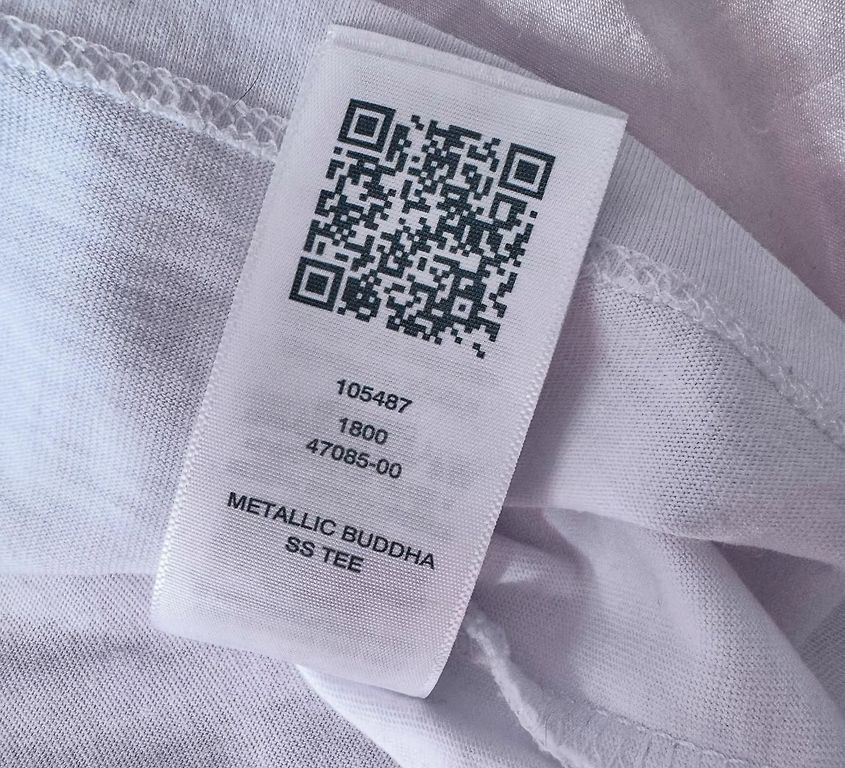 105487
1800
47085-00
METALLIC BUDDHA
SS TEE